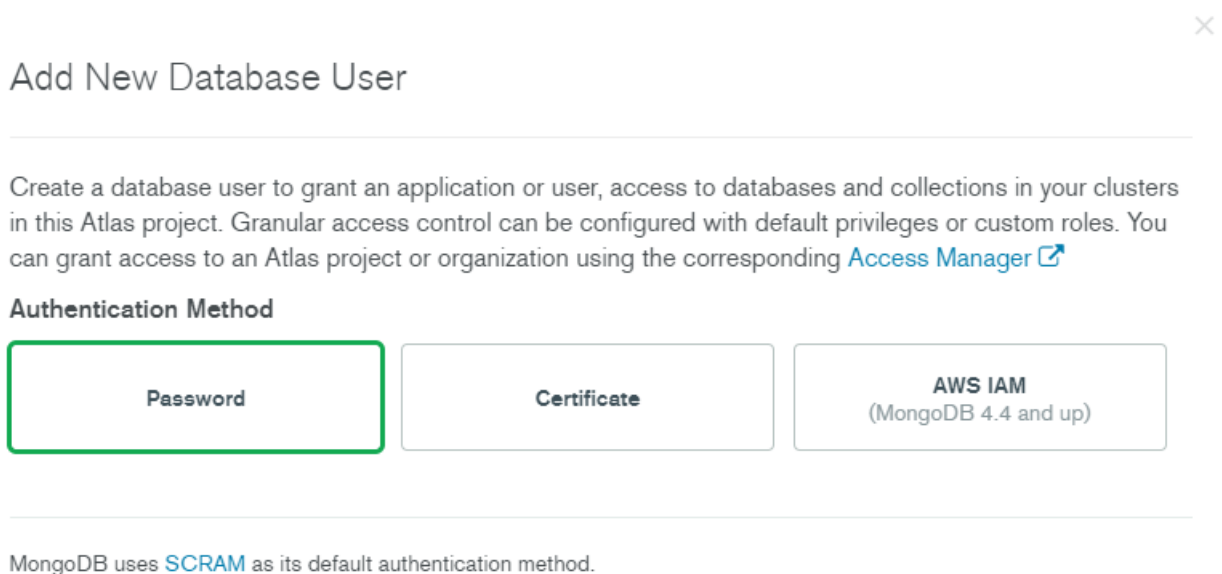 Add New Database User
Create a database user to grant an application or user, access to databases and collections in your clusters
in this Atlas project. Granular access control can be configured with default privileges or custom roles. You
can grant access to an Atlas project or organization using the corresponding Access Manager
Authentication Method
Password
Certificate
AWS IAM
(MongoDB 4.4 and up)
MongoDB uses SCRAM as its default authentication method.